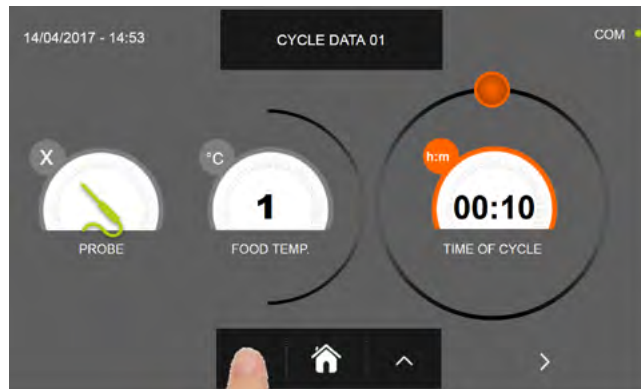 14/04/2017 - 14:53
CYCLE DATA 01
COM
X
°C
h:m
1
00:10
PROBE
FOOD TEMP.
TIME OF CYCLE